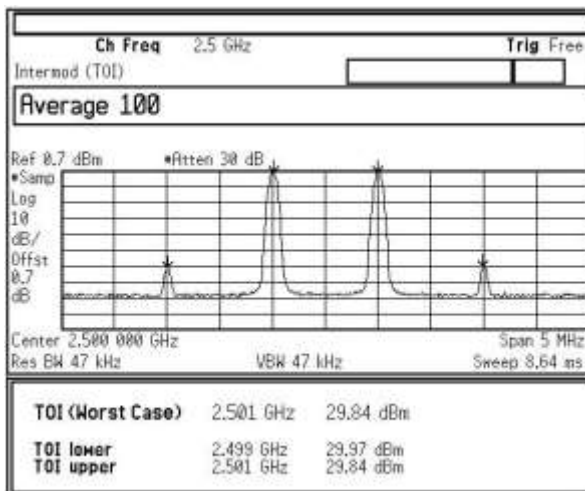 Ch Freq 2.5 GHz Trig Free
Intermod (TOI)
Average 100
Ref 0.7 dBm *Atten 30 dB
*Samp
Log
10
dB/
Offst
0.7
dB
Center 2.500 000 GHz Span 5 MHz
Res BW 47 kHz VBW 47 kHz Sweep 8.64 ms
TOI (Worst Case) 2.501 GHz 29.84 dBm
TOI lower 2.499 GHz 29.97 dBm
TOI upper 2.501 GHz 29.84 dBm